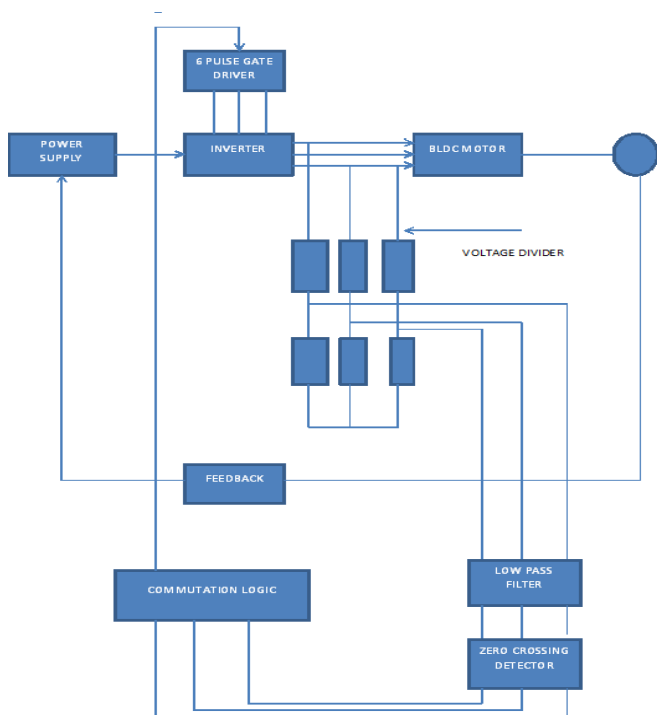 6 PULSE GATE
DRIVER
POWER
SUPPLY
INVERTER
BLDC MOTOR
VOLTAGE DIVIDER
FEEDBACK
LOW PASS
FILTER
COMMUTATION LOGIC
ZERO CROSSING
DETECTOR